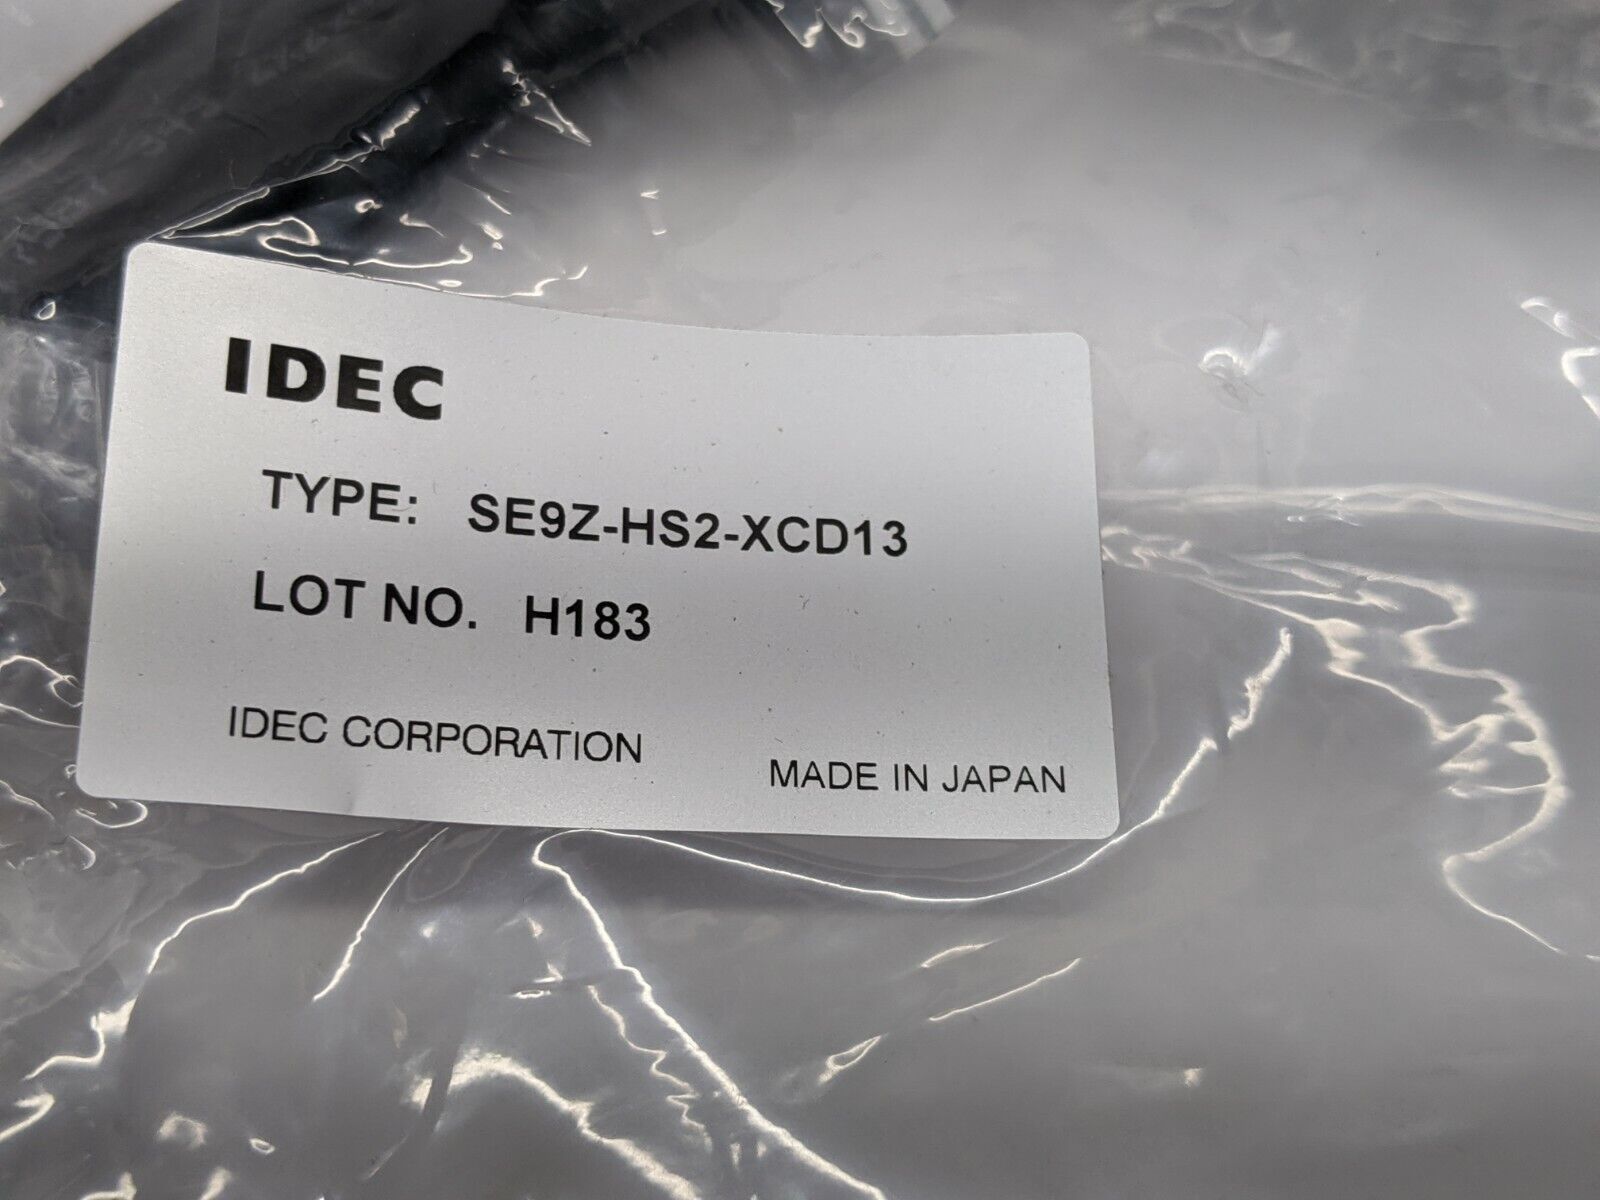 IDEC
TYPE: SE9Z-HS2-XCD13
LOT NO. H183
IDEC CORPORATION
MADE IN JAPAN